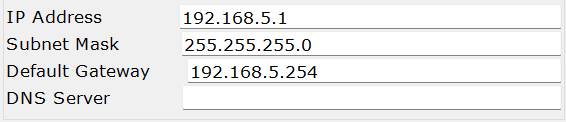 IP Address 192.168.5.1
Subnet Mask 255.255.255.0
Default Gateway 192.168.5.254
DNS Server